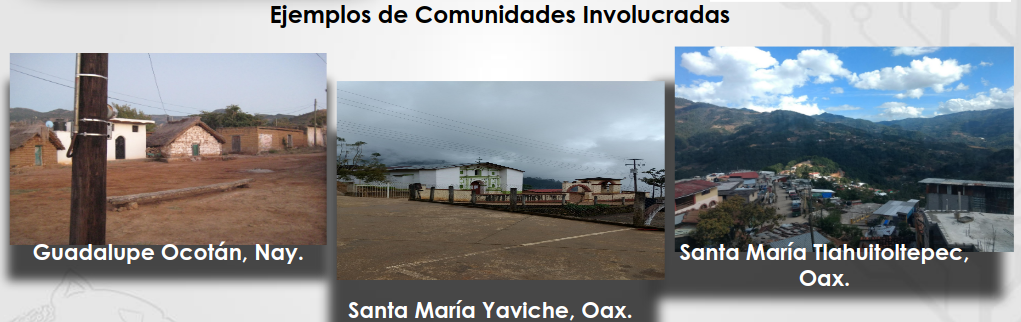 Ejemplos de Comunidades Involucradas
Guadalupe Ocotán, Nay.
Santa María Yaviche, Oax.
Santa María Tlahuitoltepec,
Oax.